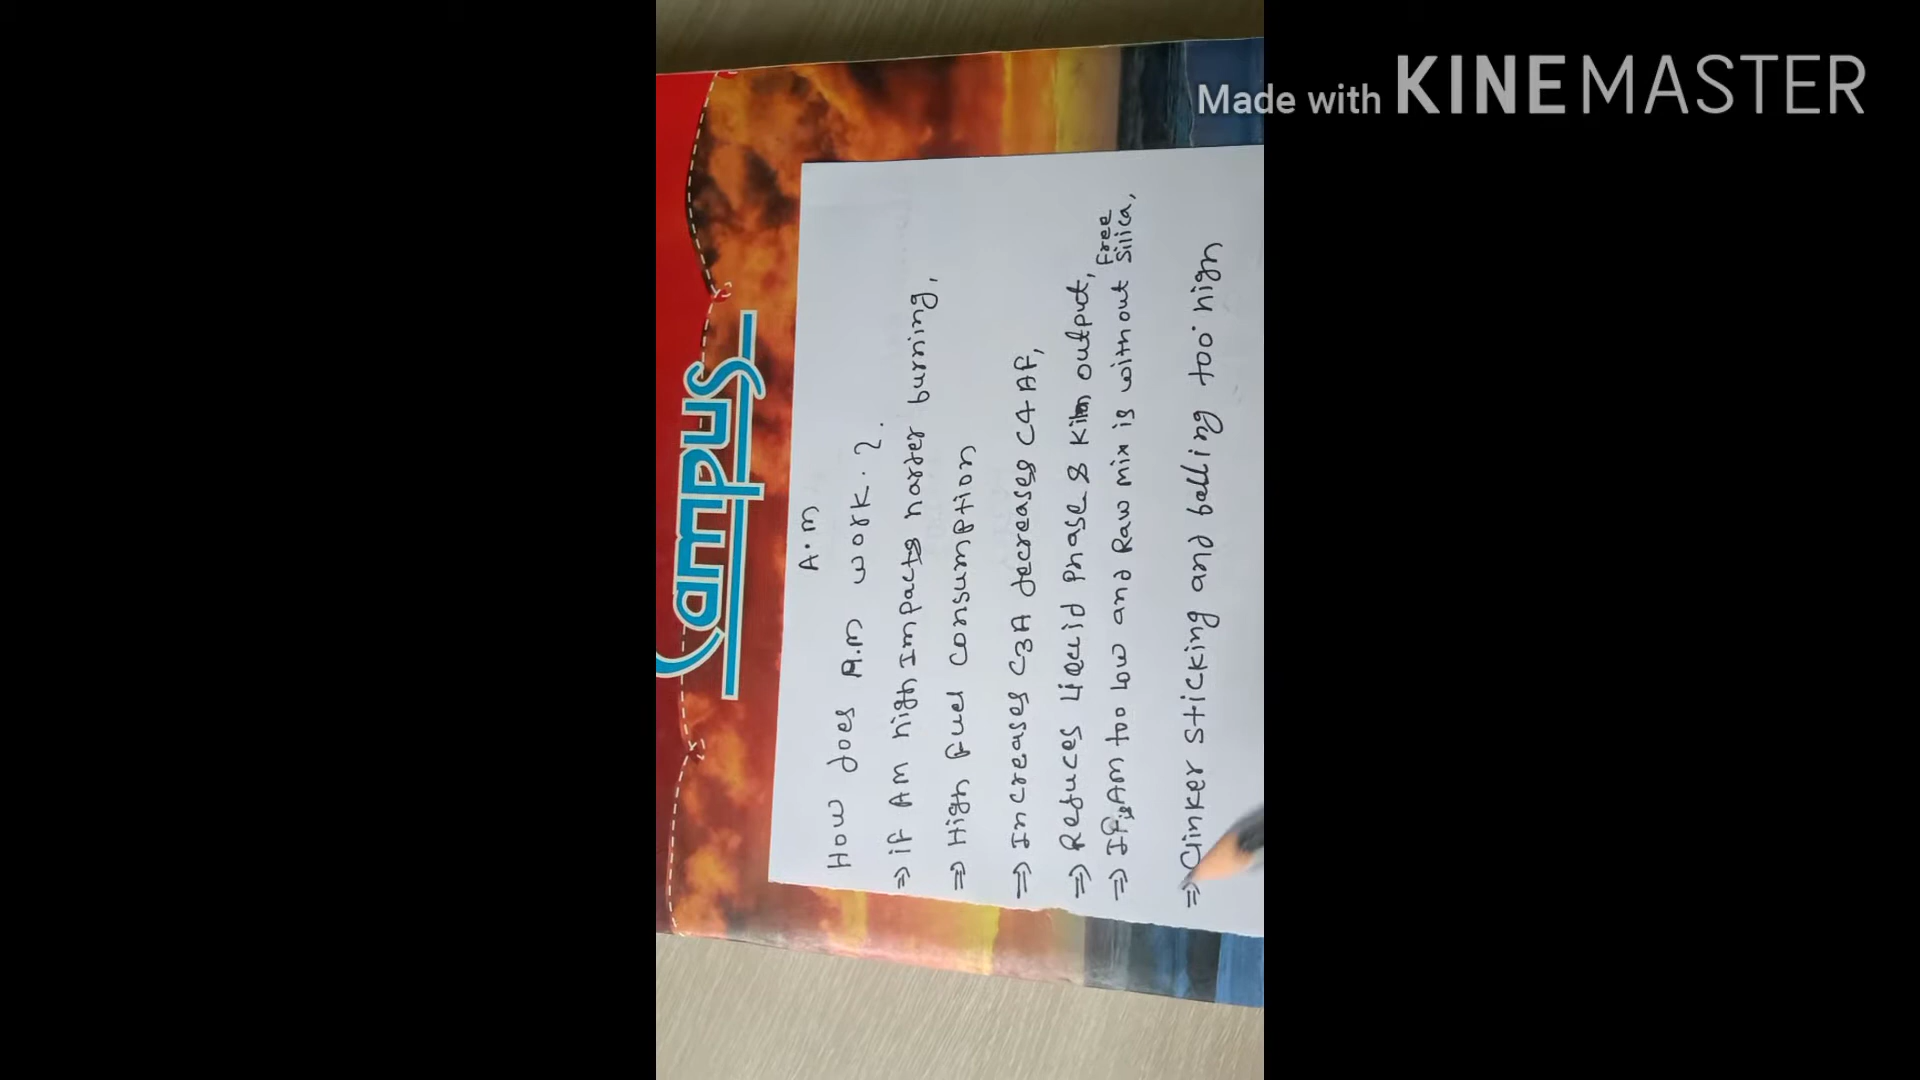 Made with KINEMASTER
Campus
A.M
How does A.M work.?.
⇒ if AM high Impacts harder burning,
⇒ High fuel consumption
⇒ Increases C3A decreases C4AF,
⇒ Reduces Liquid Phase & Kiln output,
⇒ If AM too low and Raw mix is without free silica,
⇒ Clinker sticking and balling too high